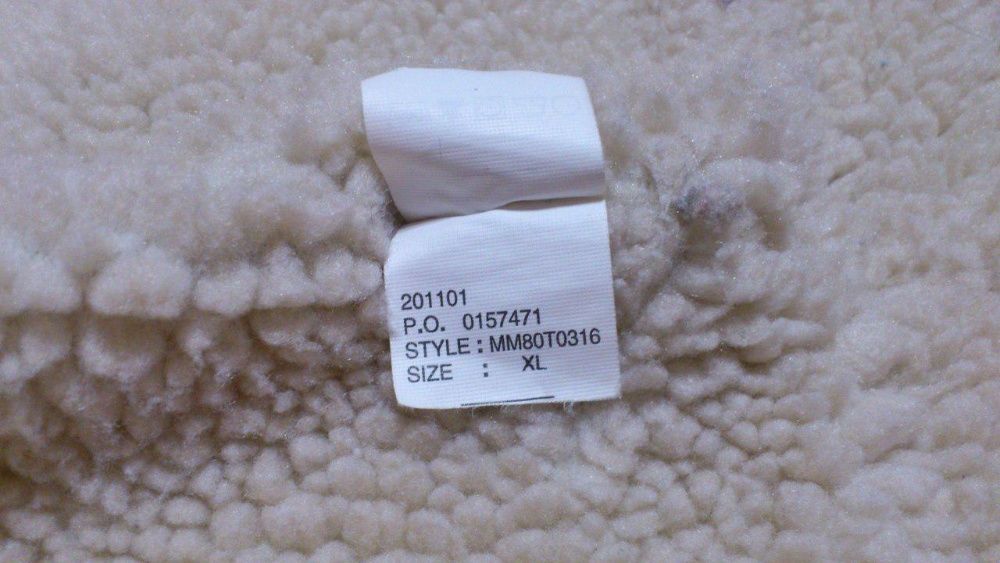 201101
P.O. 0157471
STYLE : MM80T0316
SIZE : XL